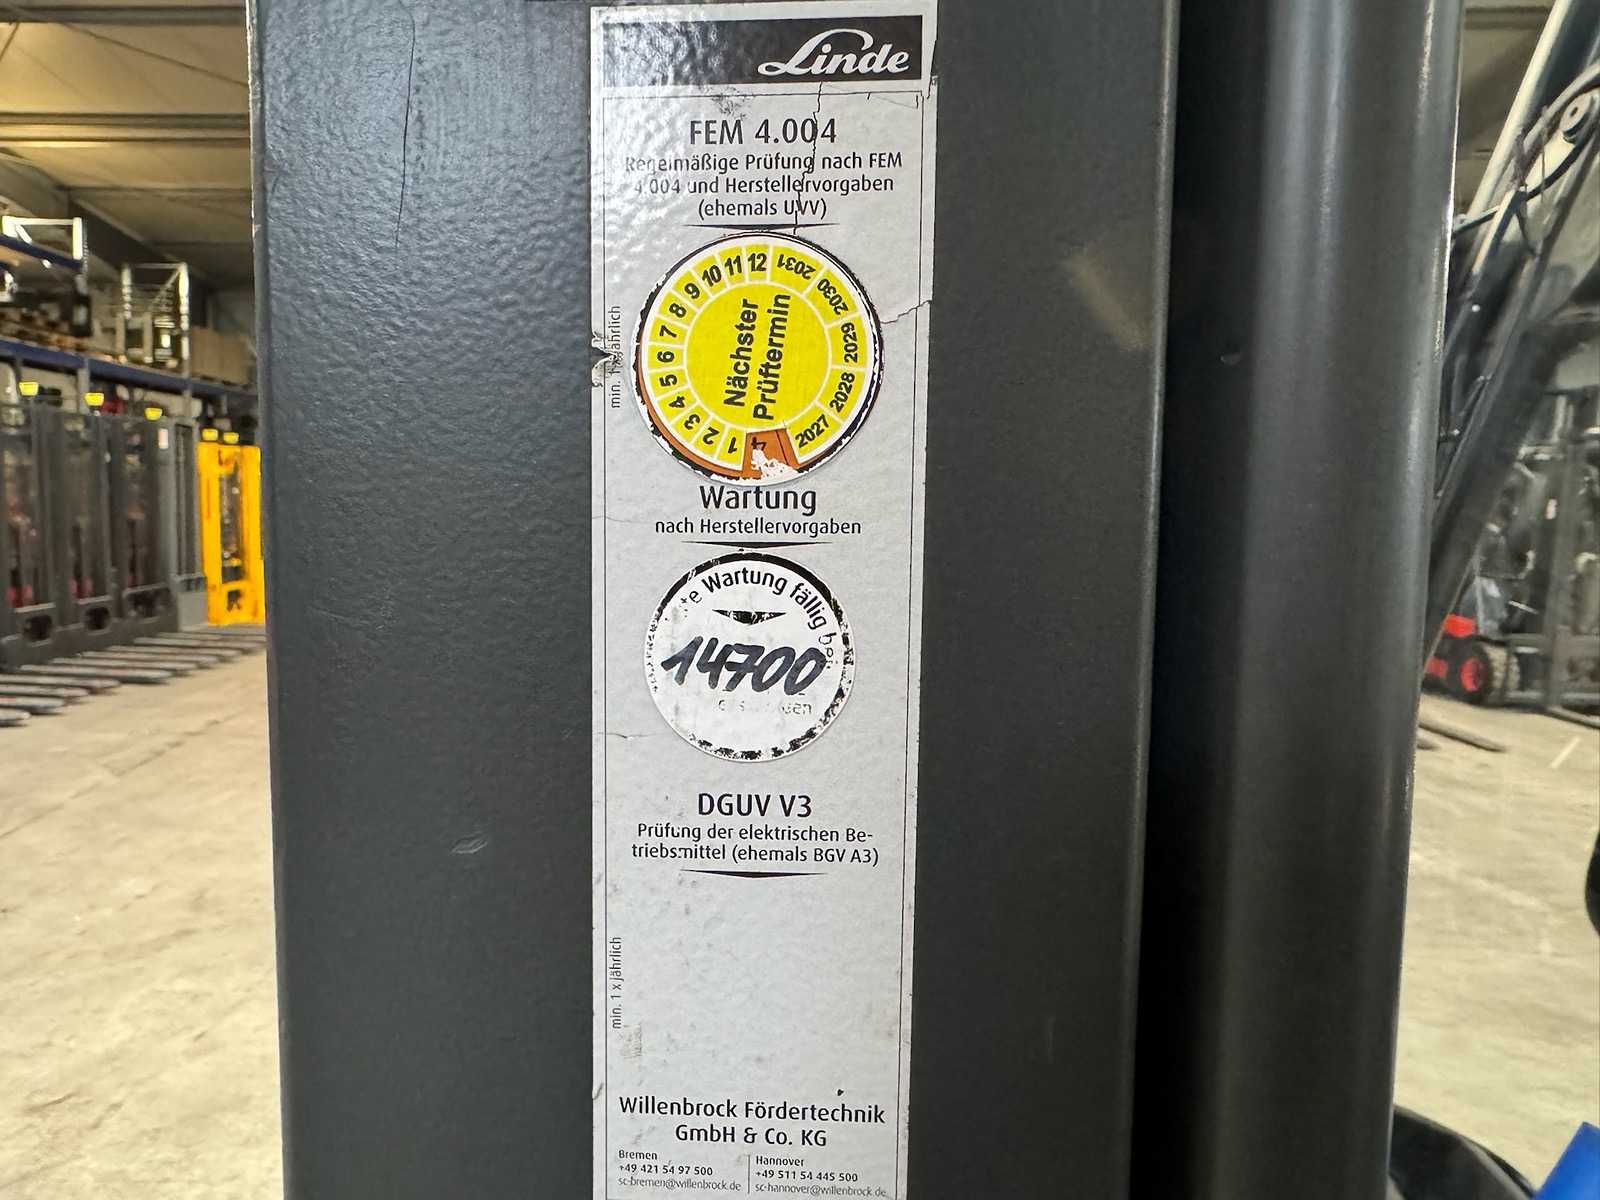 Linde
FEM 4.004
Regelmäßige Prüfung nach FEM
4.004 und Herstellervorgaben
(ehemals UVV)
min. 1 x jährlich
1 2 3 4 5 6 7 8 9 10 11 12
2031 2030 2029 2028 2027
Nächster
Prüftermin
4
Wartung
nach Herstellervorgaben
Wartung fällig bei
14700
DGUV V3
Prüfung der elektrischen Be-
triebsmittel (ehemals BGV A3)
min. 1 x jährlich
Willenbrock Fördertechnik
GmbH & Co. KG
Bremen
+49 421 54 97 500
sc-bremen@willenbrock.de
Hannover
+49 511 54 445 500
sc-hannover@willenbrock.de